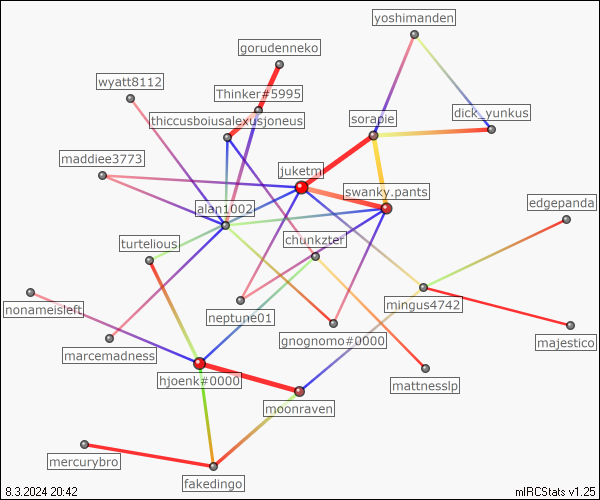 yoshimanden
gorudenneko
wyatt8112
Thinker#5995
thiccusboiusalexusjoneus
sorapie
dick_yunkus
maddiee3773
juketm
swanky.pants
alan1002
edgepanda
turtelious
chunkzter
nonameisleft
neptune01
mingus4742
gnognomo#0000
marcemadness
majestico
hjoenk#0000
mattnesslp
moonraven
mercurybro
fakedingo
8.3.2024 20:42
mIRCStats v1.25